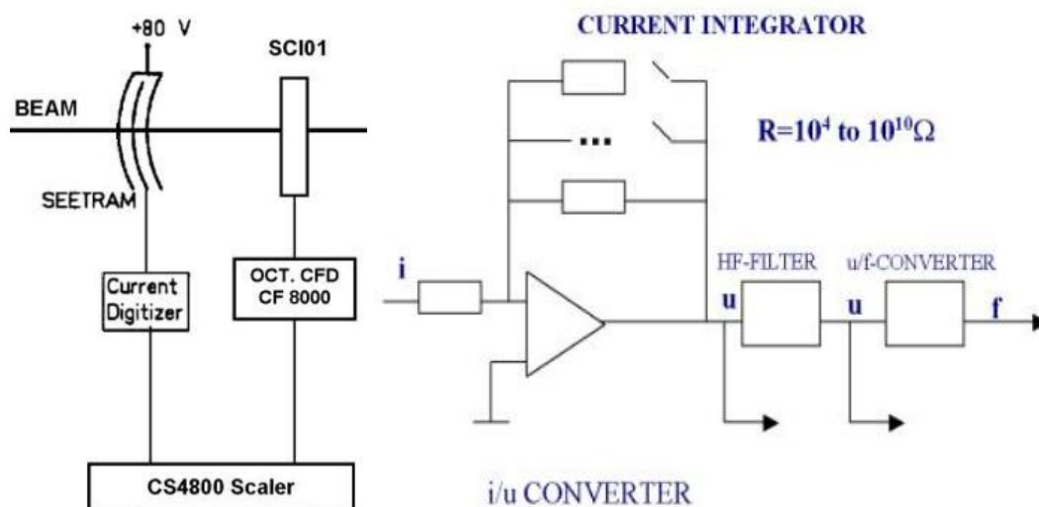 +80 V
SCI01
BEAM
SEETRAM
Current
Digitizer
OCT. CFD
CF 8000
CS4800 Scaler
CURRENT INTEGRATOR
R=10⁴ to 10¹⁰Ω
...
i
HF-FILTER
u/f-CONVERTER
u
u
f
i/u CONVERTER